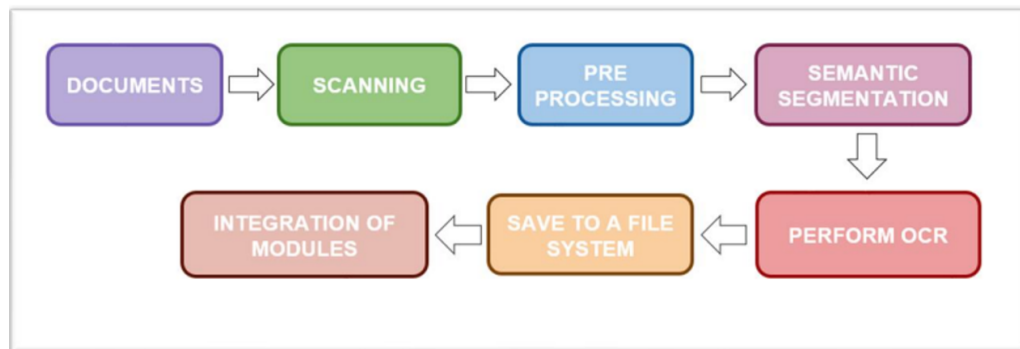 DOCUMENTS
SCANNING
PRE
PROCESSING
SEMANTIC
SEGMENTATION
PERFORM OCR
SAVE TO A FILE
SYSTEM
INTEGRATION OF
MODULES